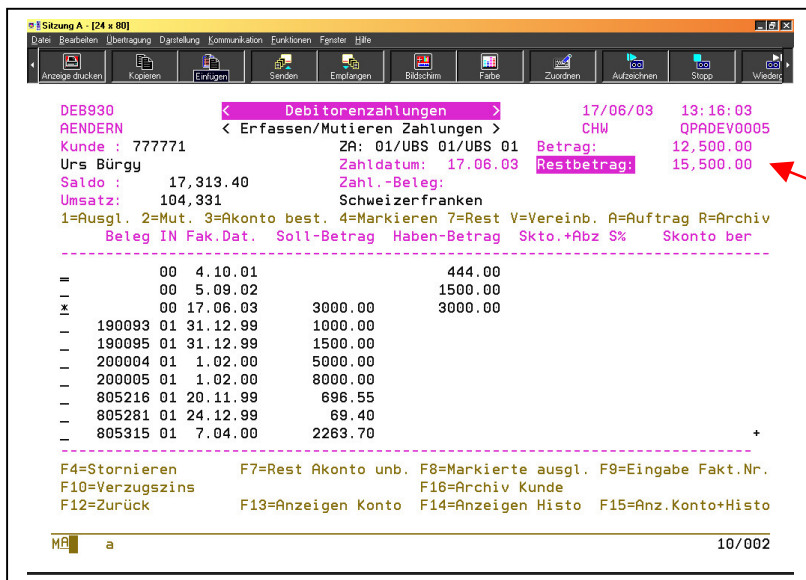 Sitzung A - [24 x 80]
Datei Bearbeiten Übertragung Darstellung Kommunikation Funktionen Fenster Hilfe
Anzeige drucken Kopieren Einfügen Senden Empfangen Bildschirm Farbe Zuordnen Aufzeichnen Stopp Wiederg
DEB930 < Debitorenzahlungen > 17/06/03 13:16:03
AENDERN < Erfassen/Mutieren Zahlungen > CHW QPADEV0005
Kunde : 777771 ZA: 01/UBS 01/UBS 01 Betrag: 12,500.00
Urs Bürgy Zahldatum: 17.06.03 Restbetrag: 15,500.00
Saldo : 17,313.40 Zahl.-Beleg:
Umsatz: 104,331 Schweizerfranken
1=Ausgl. 2=Mut. 3=Akonto best. 4=Markieren 7=Rest V=Vereinb. A=Auftrag R=Archiv
Beleg IN Fak.Dat. Soll-Betrag Haben-Betrag Skto.+Abz S% Skonto ber
_ 00 4.10.01 444.00
_ 00 5.09.02 1500.00
* 00 17.06.03 3000.00 3000.00
_ 190093 01 31.12.99 1000.00
_ 190095 01 31.12.99 1500.00
_ 200004 01 1.02.00 5000.00
_ 200005 01 1.02.00 8000.00
_ 805216 01 20.11.99 696.55
_ 805281 01 24.12.99 69.40
_ 805315 01 7.04.00 2263.70 +
F4=Stornieren F7=Rest Akonto unb. F8=Markierte ausgl. F9=Eingabe Fakt.Nr.
F10=Verzugszins F16=Archiv Kunde
F12=Zurück F13=Anzeigen Konto F14=Anzeigen Histo F15=Anz.Konto+Histo
MA a 10/002